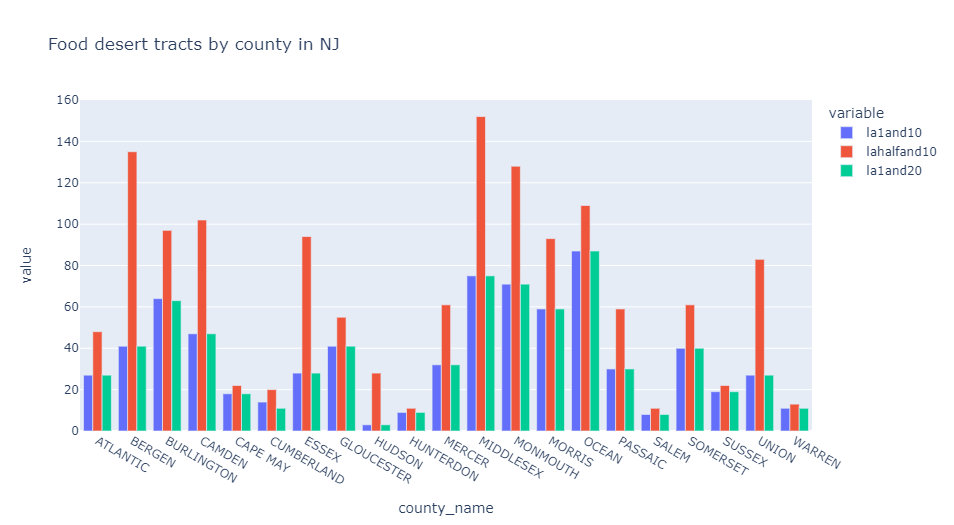 Food desert tracts by county in NJ
variable
la1and10
lahalfand10
la1and20
value
160
140
120
100
80
60
40
20
0
ATLANTIC
BERGEN
BURLINGTON
CAMDEN
CAPE MAY
CUMBERLAND
ESSEX
GLOUCESTER
HUDSON
HUNTERDON
MERCER
MIDDLESEX
MONMOUTH
MORRIS
OCEAN
PASSAIC
SALEM
SOMERSET
SUSSEX
UNION
WARREN
county_name